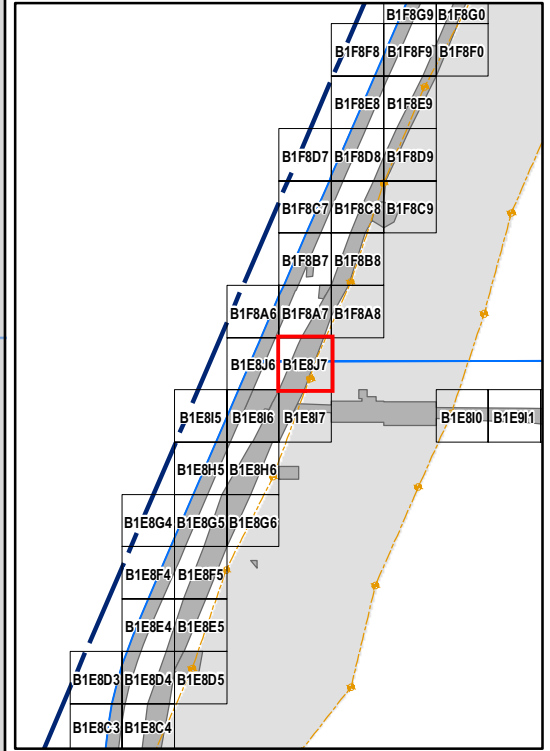 B1F8G9 B1F8G0
B1F8F8 B1F8F9 B1F8F0
B1F8E8 B1F8E9
B1F8D7 B1F8D8 B1F8D9
B1F8C7 B1F8C8 B1F8C9
B1F8B7 B1F8B8
B1F8A6 B1F8A7 B1F8A8
B1E8J6 B1E8J7
B1E8I5 B1E8I6 B1E8I7 B1E8I0 B1E9I1
B1E8H5 B1E8H6
B1E8G4 B1E8G5 B1E8G6
B1E8F4 B1E8F5
B1E8E4 B1E8E5
B1E8D3 B1E8D4 B1E8D5
B1E8C3 B1E8C4